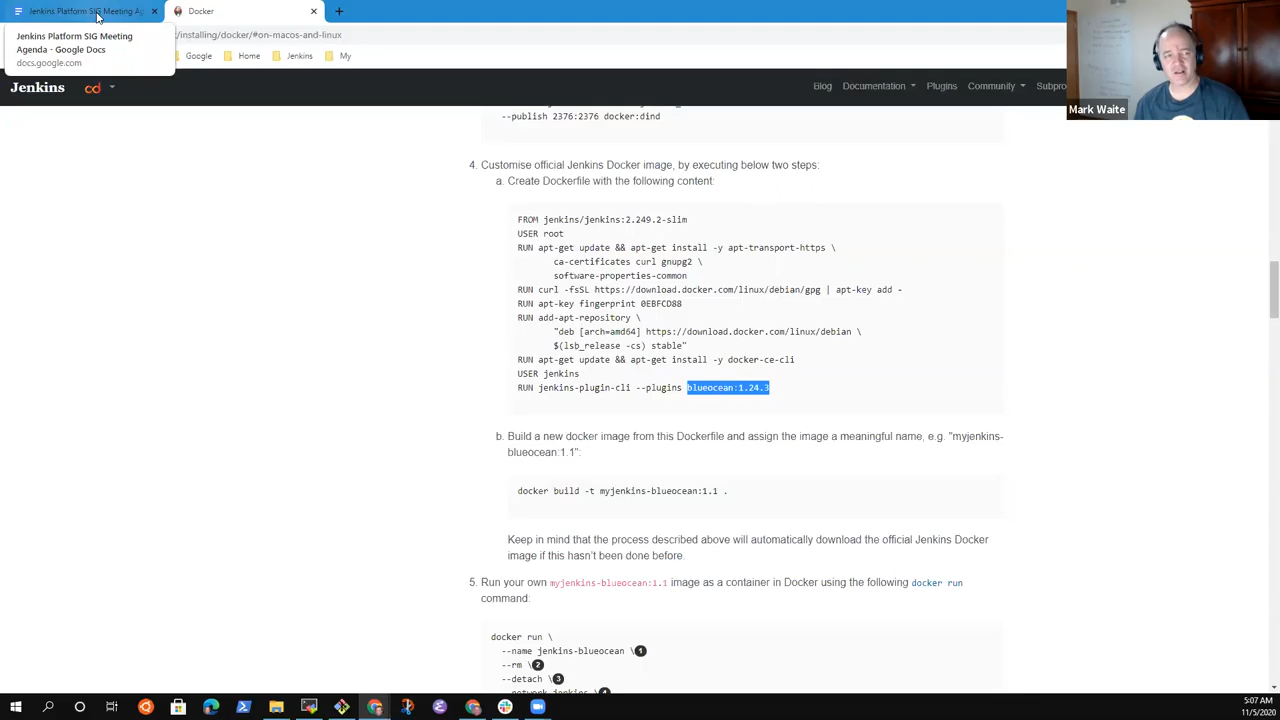 Jenkins Platform SIG Meeting Ag
Docker
Jenkins Platform SIG Meeting
Agenda - Google Docs
docs.google.com
/installing/docker/#on-macos-and-linux
Google
Home
Jenkins
My
Jenkins
cd
Blog
Documentation
Plugins
Community
Subpro
Mark Waite
--publish 2376:2376 docker:dind
4. Customise official Jenkins Docker image, by executing below two steps:
a. Create Dockerfile with the following content:
FROM jenkins/jenkins:2.249.2-slim
USER root
RUN apt-get update && apt-get install -y apt-transport-https \
ca-certificates curl gnupg2 \
software-properties-common
RUN curl -fsSL https://download.docker.com/linux/debian/gpg | apt-key add -
RUN apt-key fingerprint 0EBFCD88
RUN add-apt-repository \
"deb [arch=amd64] https://download.docker.com/linux/debian \
$(lsb_release -cs) stable"
RUN apt-get update && apt-get install -y docker-ce-cli
USER jenkins
RUN jenkins-plugin-cli --plugins blueocean:1.24.3
b. Build a new docker image from this Dockerfile and assign the image a meaningful name, e.g. "myjenkins-
blueocean:1.1":
docker build -t myjenkins-blueocean:1.1 .
Keep in mind that the process described above will automatically download the official Jenkins Docker
image if this hasn't been done before.
5. Run your own myjenkins-blueocean:1.1 image as a container in Docker using the following docker run
command:
docker run \
--name jenkins-blueocean \ 1
--rm \ 2
--detach \ 3
--network jenkins \ 4
5:07 AM
11/5/2020